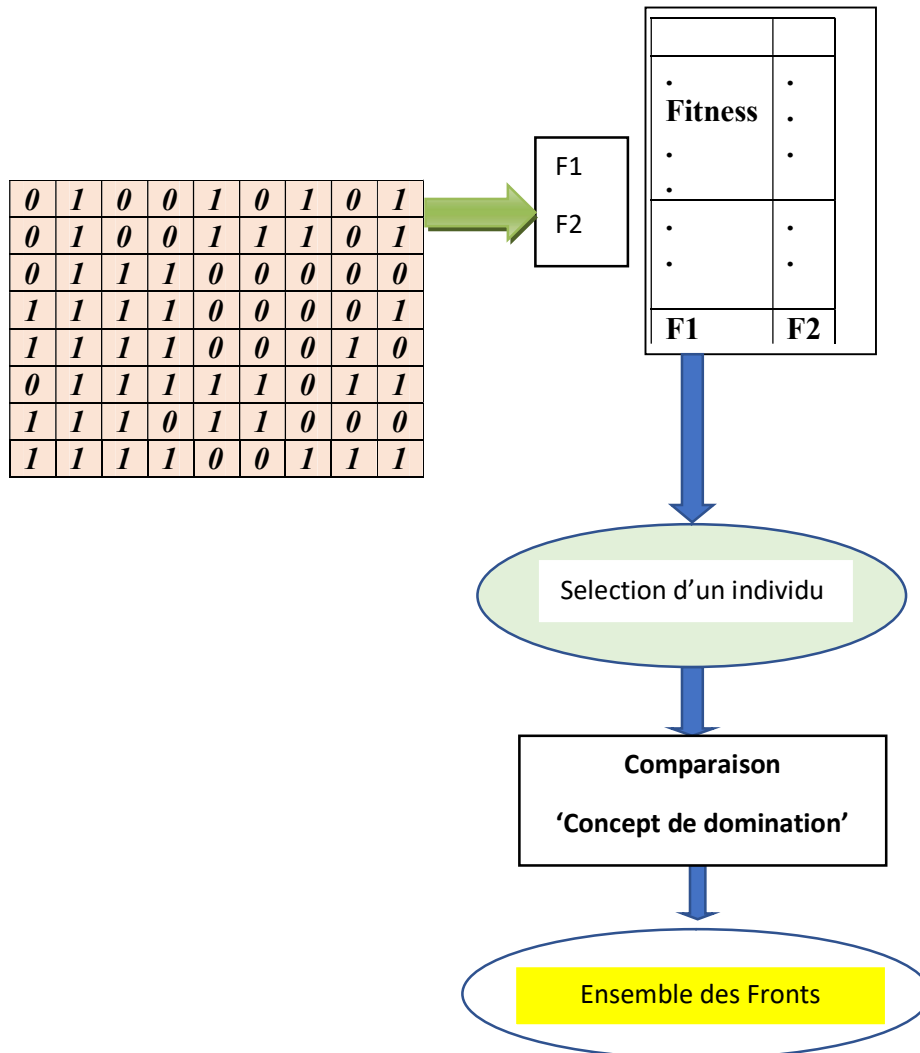 0 1 0 0 1 0 1 0 1
0 1 0 0 1 1 1 0 1
0 1 1 1 0 0 0 0 0
1 1 1 1 0 0 0 0 1
1 1 1 1 0 0 0 1 0
0 1 1 1 1 1 0 1 1
1 1 1 0 1 1 0 0 0
1 1 1 1 0 0 1 1 1
F1
F2
. .
Fitness .
. .
.
. .
. .
F1 F2
Selection d’un individu
Comparaison
‘Concept de domination’
Ensemble des Fronts